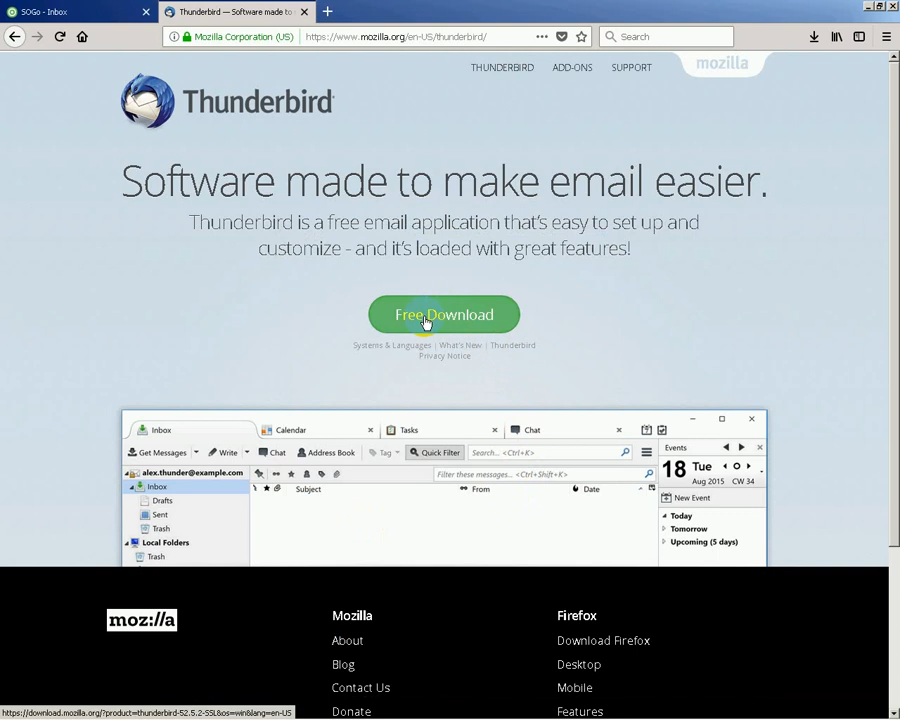 SOGo - Inbox
Thunderbird — Software made to
Mozilla Corporation (US)
https://www.mozilla.org/en-US/thunderbird/
Search
THUNDERBIRD
ADD-ONS
SUPPORT
mozilla
Thunderbird
Software made to make email easier.
Thunderbird is a free email application that's easy to set up and
customize - and it's loaded with great features!
Free Download
Systems & Languages | What's New | Thunderbird
Privacy Notice
Inbox
Calendar
Tasks
Chat
Get Messages
Write
Chat
Address Book
Tag
Quick Filter
Search... <Ctrl+K>
Events
alex.thunder@example.com
Filter these messages... <Ctrl+Shift+K>
18 Tue
Aug 2015 CW 34
Inbox
Subject
From
Date
Drafts
New Event
Sent
Today
Trash
Tomorrow
Local Folders
Upcoming (5 days)
Trash
moz://a
Mozilla
Firefox
About
Download Firefox
Blog
Desktop
Contact Us
Mobile
Donate
Features
https://download.mozilla.org/?product=thunderbird-52.5.2-SSL&os=win&lang=en-US